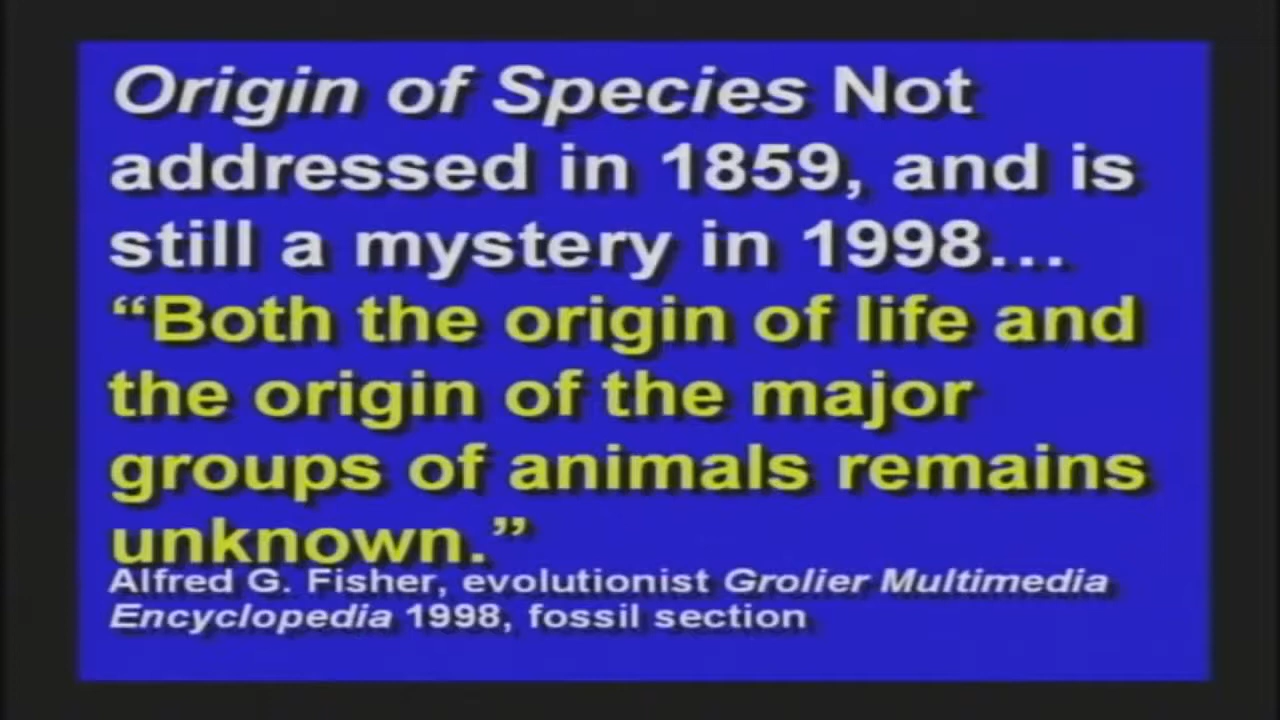 Origin of Species Not
addressed in 1859, and is
still a mystery in 1998…
“Both the origin of life and
the origin of the major
groups of animals remains
unknown.”
Alfred G. Fisher, evolutionist Grolier Multimedia
Encyclopedia 1998, fossil section